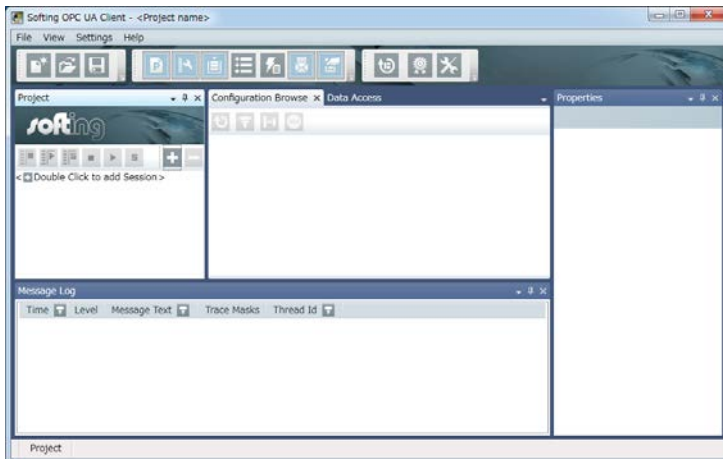 Softing OPC UA Client - <Project name>
File View Settings Help
Project
Configuration Browse Data Access
Properties
softing
<Double Click to add Session>
Message Log
Time Level Message Text Trace Masks Thread Id
Project